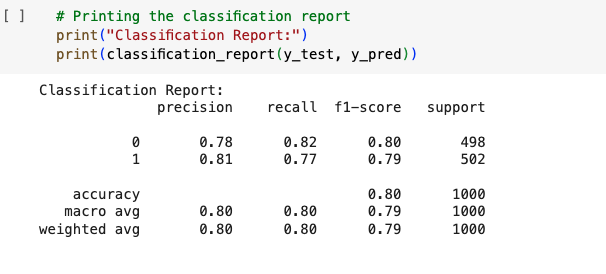 [ ] # Printing the classification report
print("Classification Report:")
print(classification_report(y_test, y_pred))
Classification Report:
precision recall f1-score support
0 0.78 0.82 0.80 498
1 0.81 0.77 0.79 502
accuracy 0.80 1000
macro avg 0.80 0.80 0.79 1000
weighted avg 0.80 0.80 0.79 1000